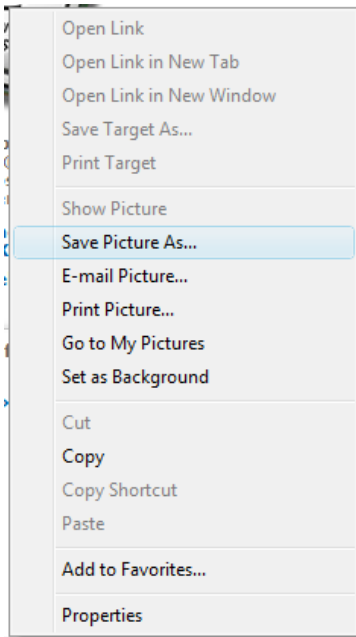 Open Link
Open Link in New Tab
Open Link in New Window
Save Target As...
Print Target
Show Picture
Save Picture As...
E-mail Picture...
Print Picture...
Go to My Pictures
Set as Background
Cut
Copy
Copy Shortcut
Paste
Add to Favorites...
Properties